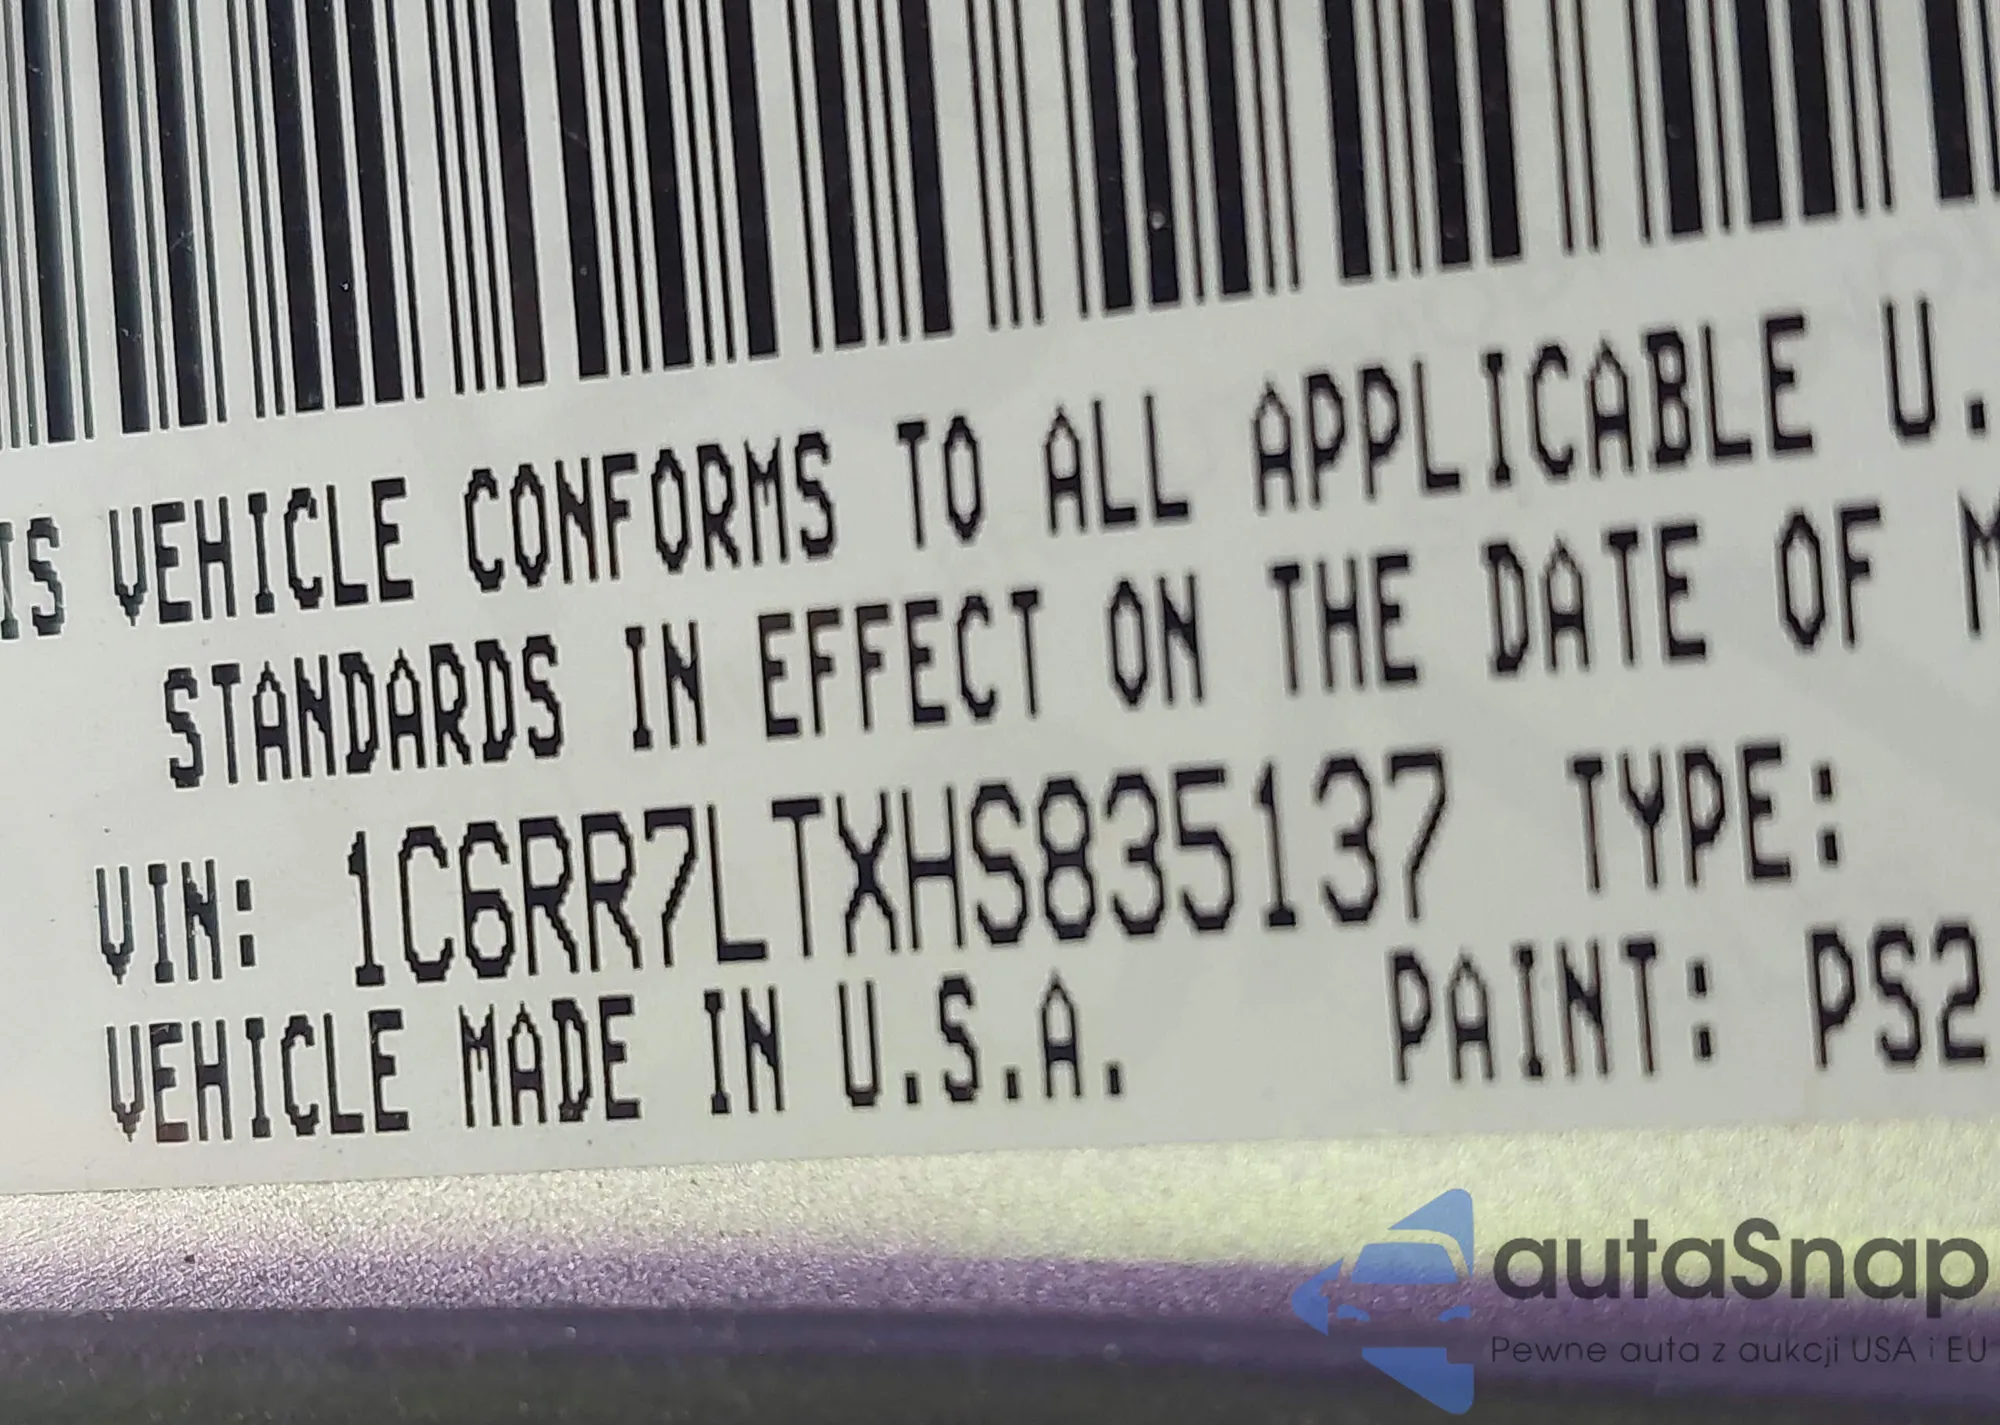 IS VEHICLE CONFORMS TO ALL APPLICABLE U.
STANDARDS IN EFFECT ON THE DATE OF M
VIN: 1C6RR7LTXHS835137 TYPE:
VEHICLE MADE IN U.S.A. PAINT: PS2
autaSnap
Pewne auta z aukcji USA i EU